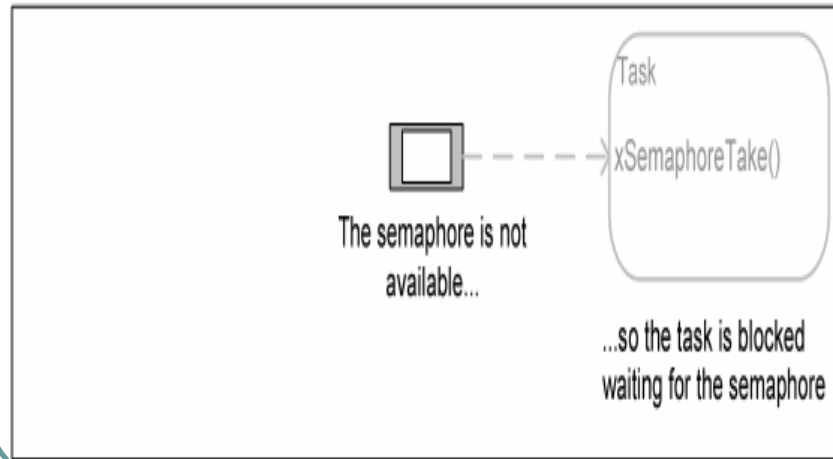 Task
xSemaphoreTake()
The semaphore is not
available...
...so the task is blocked
waiting for the semaphore